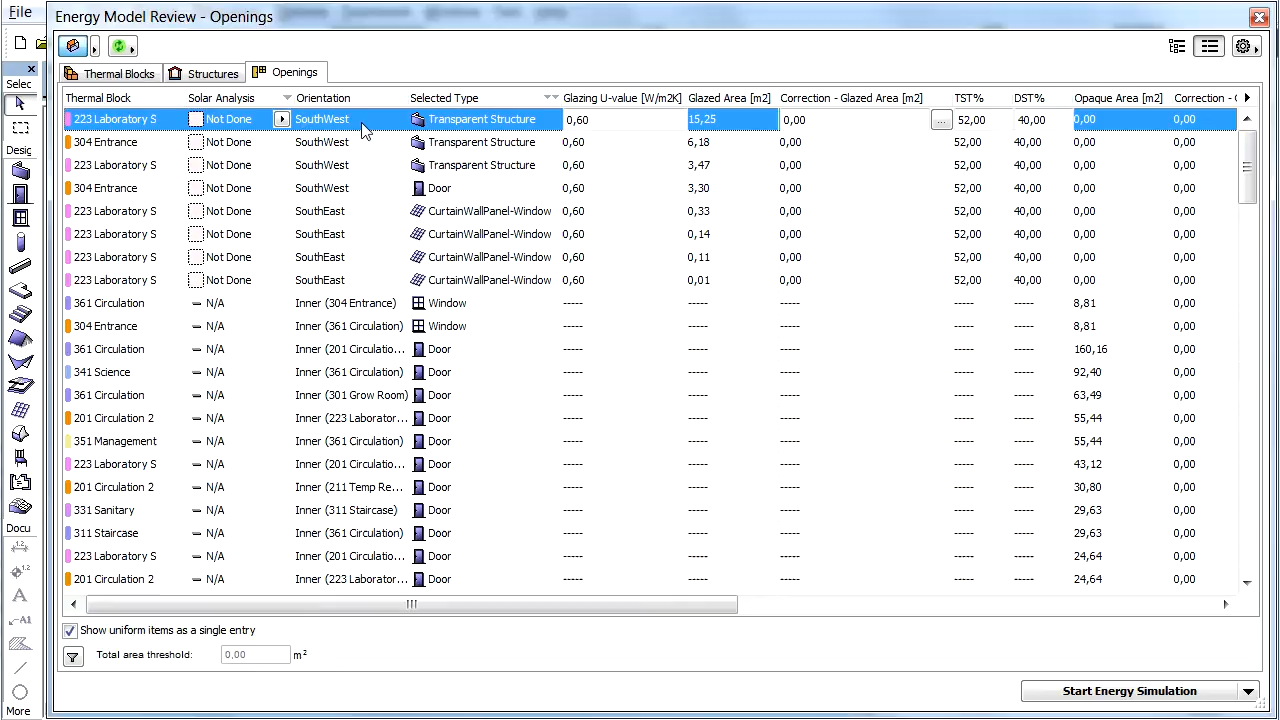 File
Energy Model Review - Openings
Selec
Desig
Docu
More
Thermal Blocks Structures Openings
Thermal Block Solar Analysis Orientation Selected Type Glazing U-value [W/m2K] Glazed Area [m2] Correction - Glazed Area [m2] TST% DST% Opaque Area [m2] Correction - O
223 Laboratory S Not Done SouthWest Transparent Structure 0,60 15,25 0,00 ... 52,00 40,00 0,00 0,00
304 Entrance Not Done SouthWest Transparent Structure 0,60 6,18 0,00 52,00 40,00 0,00 0,00
223 Laboratory S Not Done SouthWest Transparent Structure 0,60 3,47 0,00 52,00 40,00 0,00 0,00
304 Entrance Not Done SouthWest Door 0,60 3,30 0,00 52,00 40,00 0,00 0,00
223 Laboratory S Not Done SouthEast CurtainWallPanel-Window 0,60 0,33 0,00 52,00 40,00 0,00 0,00
223 Laboratory S Not Done SouthEast CurtainWallPanel-Window 0,60 0,14 0,00 52,00 40,00 0,00 0,00
223 Laboratory S Not Done SouthEast CurtainWallPanel-Window 0,60 0,11 0,00 52,00 40,00 0,00 0,00
223 Laboratory S Not Done SouthEast CurtainWallPanel-Window 0,60 0,01 0,00 52,00 40,00 0,00 0,00
361 Circulation N/A Inner (304 Entrance) Window ----- ----- ----- ----- ----- 8,81 0,00
304 Entrance N/A Inner (361 Circulation) Window ----- ----- ----- ----- ----- 8,81 0,00
361 Circulation N/A Inner (201 Circulatio... Door ----- ----- ----- ----- ----- 160,16 0,00
341 Science N/A Inner (361 Circulation) Door ----- ----- ----- ----- ----- 92,40 0,00
361 Circulation N/A Inner (301 Grow Room) Door ----- ----- ----- ----- ----- 63,49 0,00
201 Circulation 2 N/A Inner (223 Laborator... Door ----- ----- ----- ----- ----- 55,44 0,00
351 Management N/A Inner (361 Circulation) Door ----- ----- ----- ----- ----- 55,44 0,00
223 Laboratory S N/A Inner (201 Circulatio... Door ----- ----- ----- ----- ----- 43,12 0,00
201 Circulation 2 N/A Inner (211 Temp Re... Door ----- ----- ----- ----- ----- 30,80 0,00
331 Sanitary N/A Inner (311 Staircase) Door ----- ----- ----- ----- ----- 29,63 0,00
311 Staircase N/A Inner (361 Circulation) Door ----- ----- ----- ----- ----- 29,63 0,00
223 Laboratory S N/A Inner (201 Circulatio... Door ----- ----- ----- ----- ----- 24,64 0,00
201 Circulation 2 N/A Inner (223 Laborator... Door ----- ----- ----- ----- ----- 24,64 0,00
Show uniform items as a single entry
Total area threshold: 0,00 m²
Start Energy Simulation